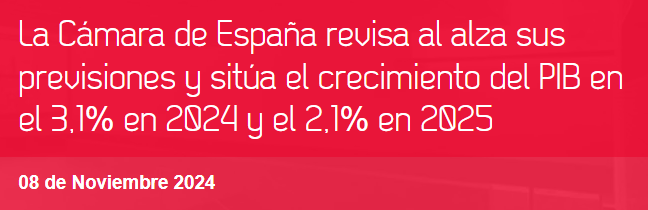 La Cámara de España revisa al alza sus
previsiones y sitúa el crecimiento del PIB en
el 3,1% en 2024 y el 2,1% en 2025
08 de Noviembre 2024